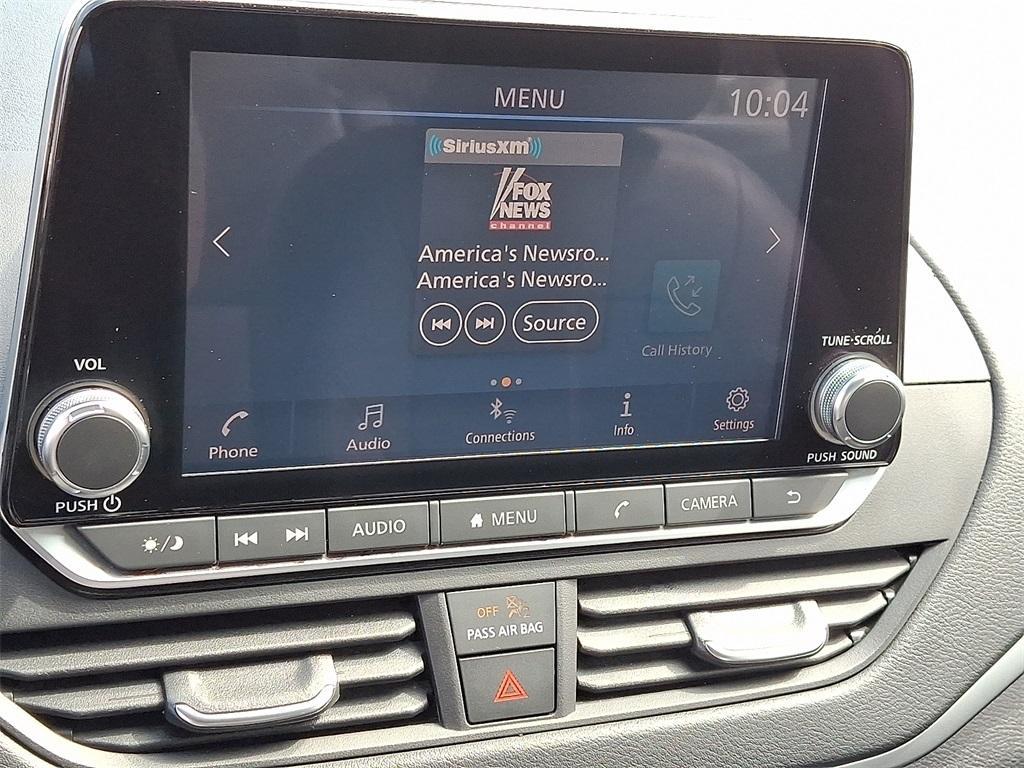 MENU
10:04
SiriusXM
FOX
NEWS
channel
America's Newsro...
America's Newsro...
Source
Call History
Phone
Audio
Connections
Info
Settings
VOL
PUSH
TUNE·SCROLL
PUSH SOUND
AUDIO
MENU
CAMERA
OFF
2
PASS AIR BAG